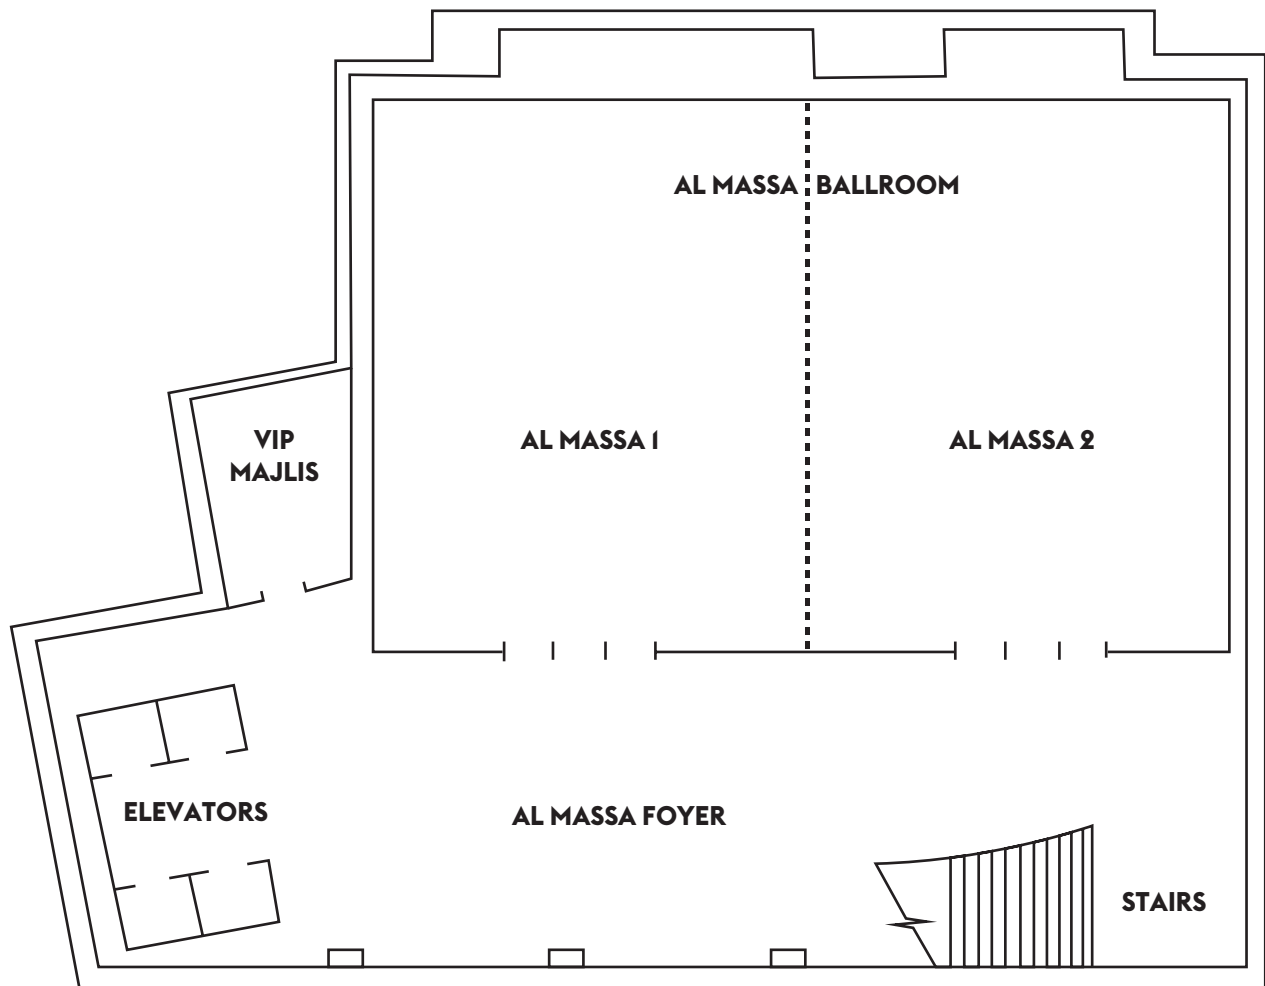 AL MASSA BALLROOM
AL MASSA 1
AL MASSA 2
VIP
MAJLIS
ELEVATORS
AL MASSA FOYER
STAIRS